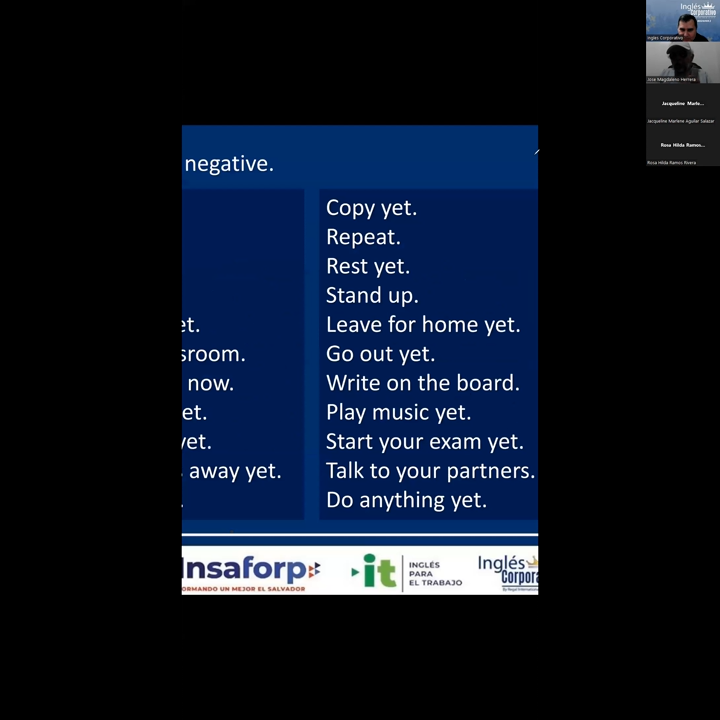 negative.
et.
sroom.
now.
et.
yet.
away yet.
Copy yet.
Repeat.
Rest yet.
Stand up.
Leave for home yet.
Go out yet.
Write on the board.
Play music yet.
Start your exam yet.
Talk to your partners.
Do anything yet.
Insaforp
ORMANDO UN MEJOR EL SALVADOR
it
INGLÉS
PARA
EL TRABAJO
Inglés
Corpora
Inglés
Corporativo
Inglés Corporativo
Jose Magdaleno Herrera
Jacqueline Marle...
Jacqueline Marlene Aguilar Salazar
Rosa Hilda Ramos...
Rosa Hilda Ramos Rivera